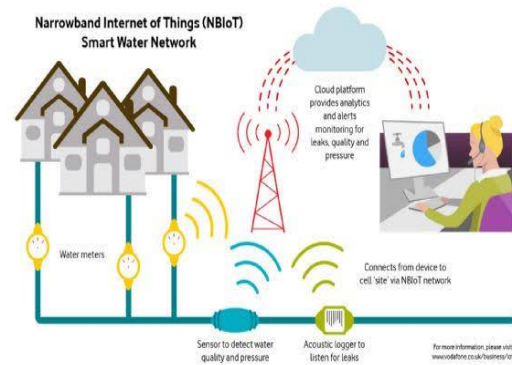 Narrowband Internet of Things (NBIoT)
Smart Water Network
Cloud platform
provides analytics
and alerts
monitoring for
leaks, quality and
pressure
Water meters
Connects from device to
cell 'site' via NBIoT network
Sensor to detect water
quality and pressure
Acoustic logger to
listen for leaks
For more information, please visit
www.vodafone.co.uk/business/iot